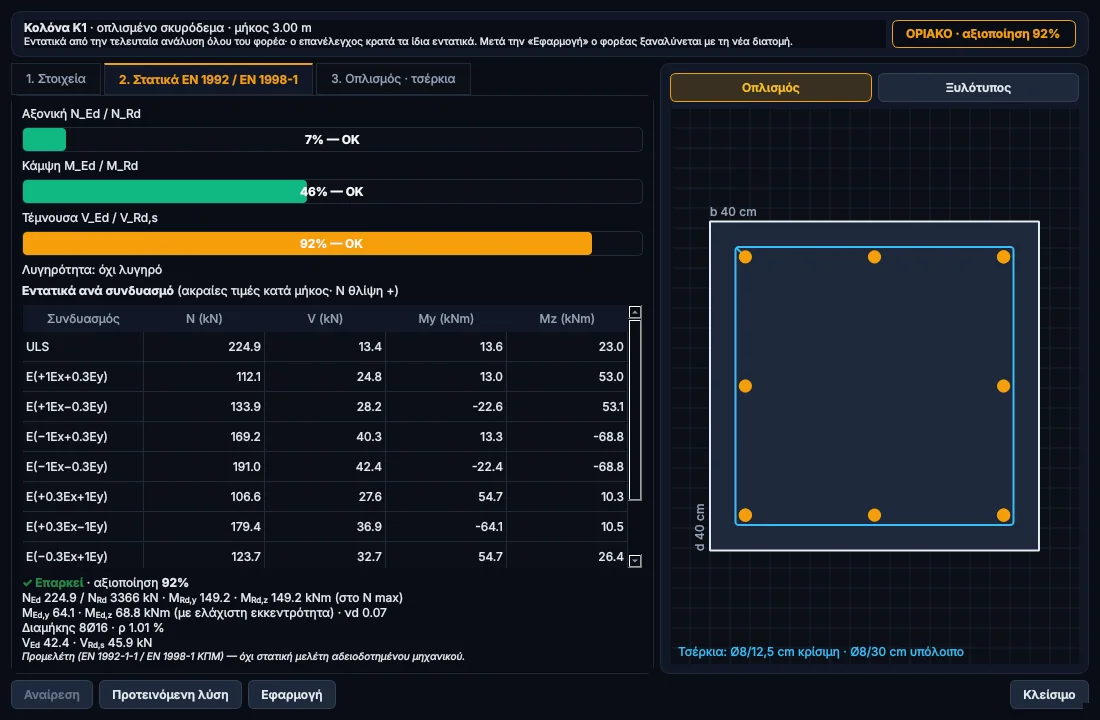 Κολόνα K1 · οπλισμένο σκυρόδεμα · μήκος 3.00 m
Εντατικά από την τελευταία ανάλυση όλου του φορέα· ο επανέλεγχος κρατά τα ίδια εντατικά. Μετά την «Εφαρμογή» ο φορέας ξαναλύνεται με τη νέα διατομή.
ΟΡΙΑΚΟ · αξιοποίηση 92%
1. Στοιχεία
2. Στατικά EN 1992 / EN 1998-1
3. Οπλισμός · τσέρκια
Αξονική N_Ed / N_Rd
7% — OK
Κάμψη M_Ed / M_Rd
46% — OK
Τέμνουσα V_Ed / V_Rd,s
92% — OK
Λυγηρότητα: όχι λυγηρό
Εντατικά ανά συνδυασμό (ακραίες τιμές κατά μήκος· N θλίψη +)
Συνδυασμός N (kN) V (kN) My (kNm) Mz (kNm)
ULS 224.9 13.4 13.6 23.0
E(+1Ex+0.3Ey) 112.1 24.8 13.0 53.0
E(+1Ex−0.3Ey) 133.9 28.2 -22.6 53.1
E(−1Ex+0.3Ey) 169.2 40.3 13.3 -68.8
E(−1Ex−0.3Ey) 191.0 42.4 -22.4 -68.8
E(+0.3Ex+1Ey) 106.6 27.6 54.7 10.3
E(+0.3Ex−1Ey) 179.4 36.9 -64.1 10.5
E(−0.3Ex+1Ey) 123.7 32.7 54.7 26.4
✓ Επαρκεί · αξιοποίηση 92%
NEd 224.9 / NRd 3366 kN · MRd,y 149.2 · MRd,z 149.2 kNm (στο N max)
MEd,y 64.1 · MEd,z 68.8 kNm (με ελάχιστη εκκεντρότητα) · νd 0.07
Διαμήκης 8Ø16 · ρ 1.01 %
VEd 42.4 · VRd,s 45.9 kN
Προμελέτη (EN 1992-1-1 / EN 1998-1 ΚΠΜ) — όχι στατική μελέτη αδειοδοτημένου μηχανικού.
Αναίρεση
Προτεινόμενη λύση
Εφαρμογή
Οπλισμός
Ξυλότυπος
b 40 cm
d 40 cm
Τσέρκια: Ø8/12,5 cm κρίσιμη · Ø8/30 cm υπόλοιπο
Κλείσιμο